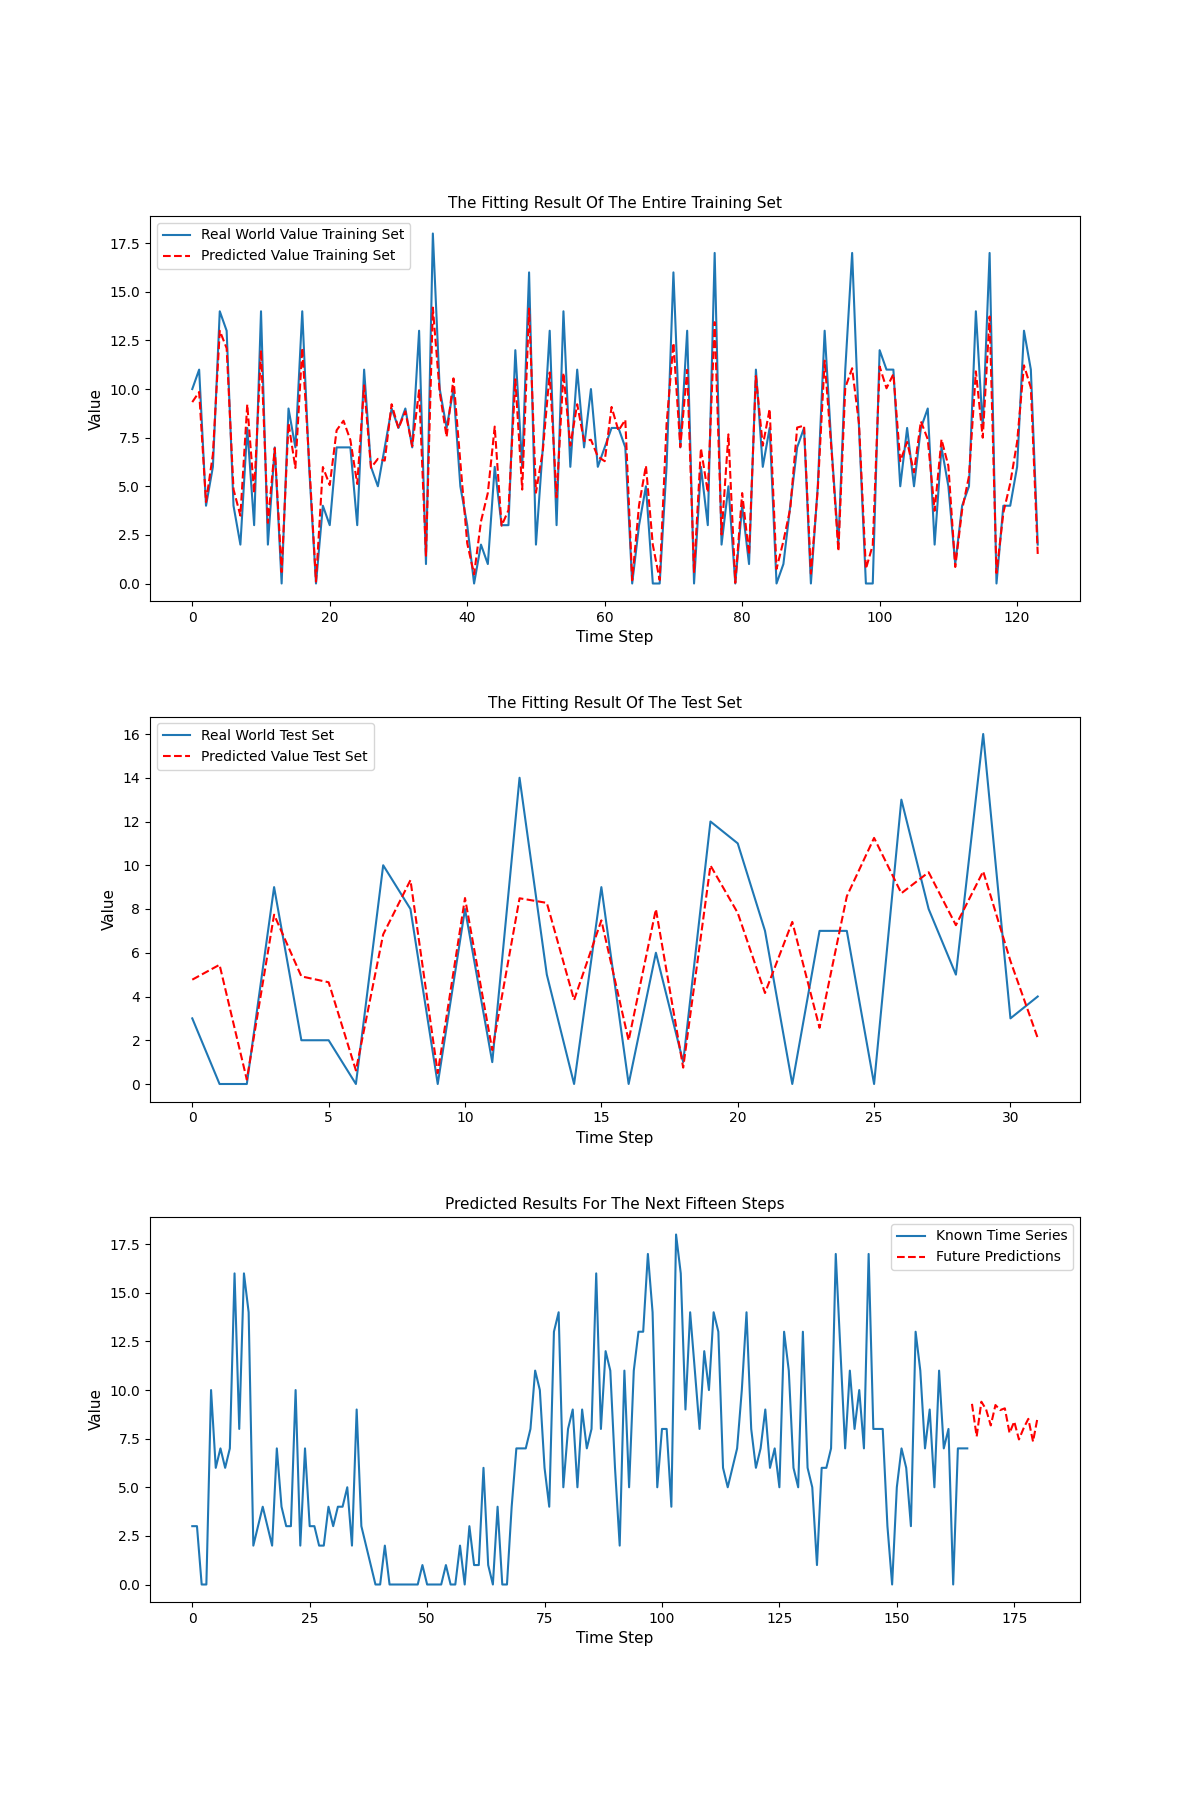 The Fitting Result Of The Entire Training Set
Real World Value Training Set
Predicted Value Training Set
17.5
15.0
12.5
10.0
7.5
5.0
2.5
0.0
Value
0 20 40 60 80 100 120
Time Step
The Fitting Result Of The Test Set
Real World Test Set
Predicted Value Test Set
16
14
12
10
8
6
4
2
0
Value
0 5 10 15 20 25 30
Time Step
Predicted Results For The Next Fifteen Steps
Known Time Series
Future Predictions
17.5
15.0
12.5
10.0
7.5
5.0
2.5
0.0
Value
0 25 50 75 100 125 150 175
Time Step